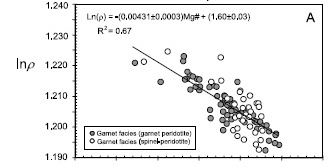 1.240
Ln(ρ) = -(0.00431±0.0003)Mg# + (1.60±0.03)
A
R² = 0.67
1.230
1.220
lnρ
1.210
1.200
Garnet facies (garnet peridotite)
Garnet facies (spinel peridotite)
1.190